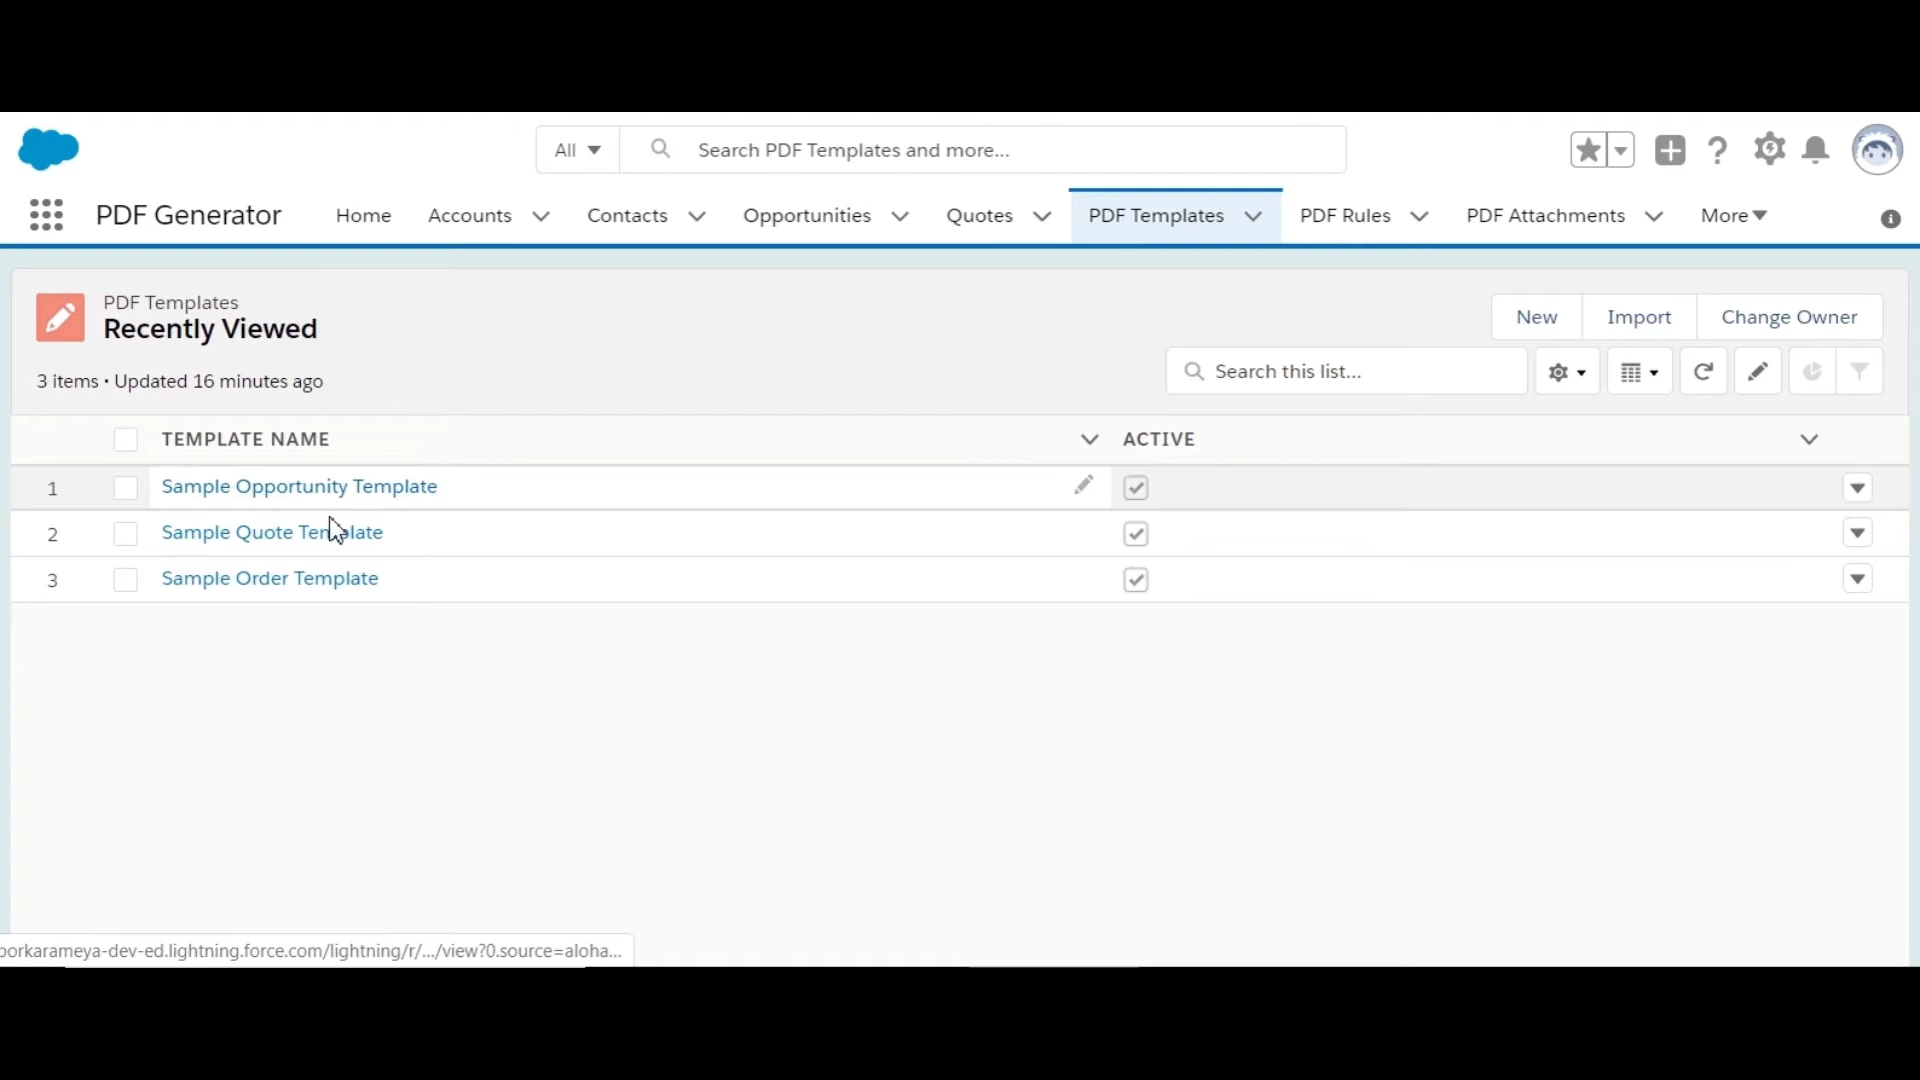 All
Search PDF Templates and more...
PDF Generator
Home
Accounts
Contacts
Opportunities
Quotes
PDF Templates
PDF Rules
PDF Attachments
More
PDF Templates
Recently Viewed
New
Import
Change Owner
3 items • Updated 16 minutes ago
Search this list...
TEMPLATE NAME
ACTIVE
1
Sample Opportunity Template
2
Sample Quote Template
3
Sample Order Template
porkarameya-dev-ed.lightning.force.com/lightning/r/.../view?0.source=aloha...